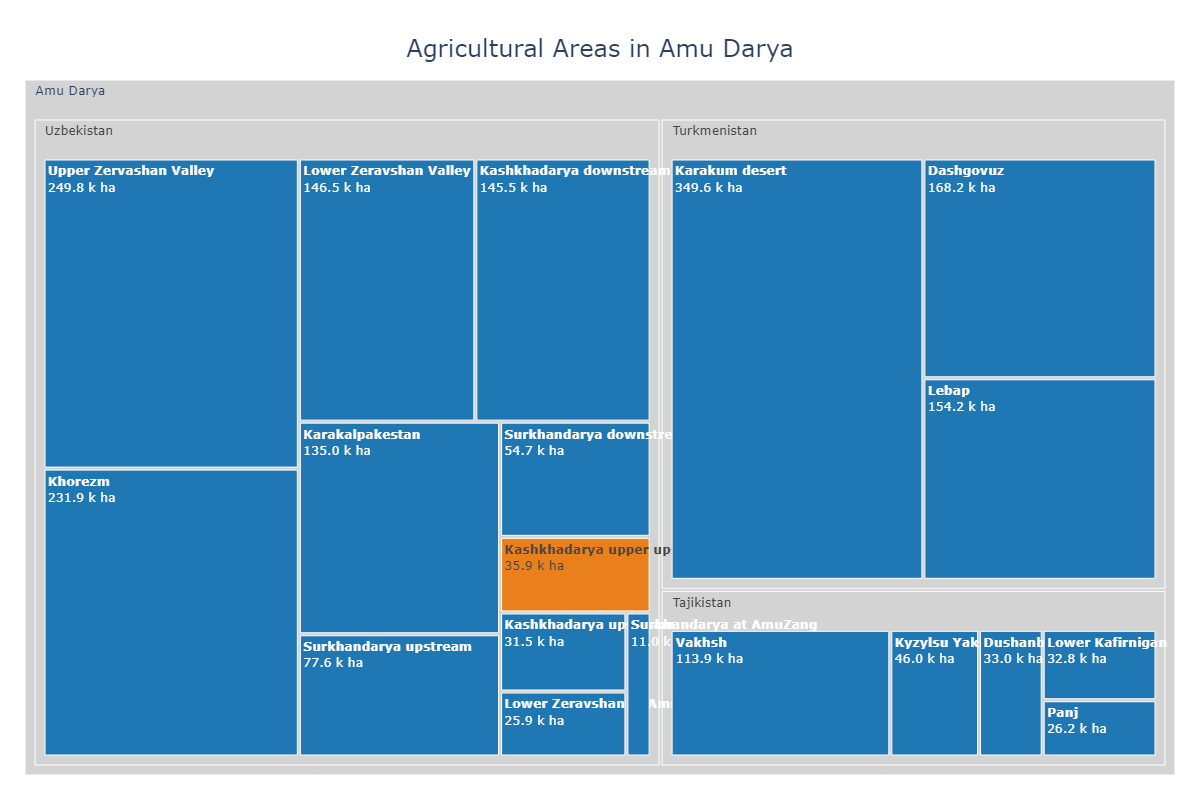 Agricultural Areas in Amu Darya
Amu Darya
Uzbekistan
Upper Zervashan Valley
249.8 k ha
Lower Zeravshan Valley
146.5 k ha
Kashkhadarya downstream
145.5 k ha
Khorezm
231.9 k ha
Karakalpakestan
135.0 k ha
Surkhandarya downstre
54.7 k ha
Kashkhadarya upper up
35.9 k ha
Surkhandarya upstream
77.6 k ha
Kashkhadarya up
31.5 k ha
Surkhandarya at AmuZang
11.0 k
Lower Zeravshan
25.9 k ha
Turkmenistan
Karakum desert
349.6 k ha
Dashgovuz
168.2 k ha
Lebap
154.2 k ha
Tajikistan
Vakhsh
113.9 k ha
Kyzylsu Yak
46.0 k ha
Dushanb
33.0 k ha
Lower Kafirnigan
32.8 k ha
Panj
26.2 k ha